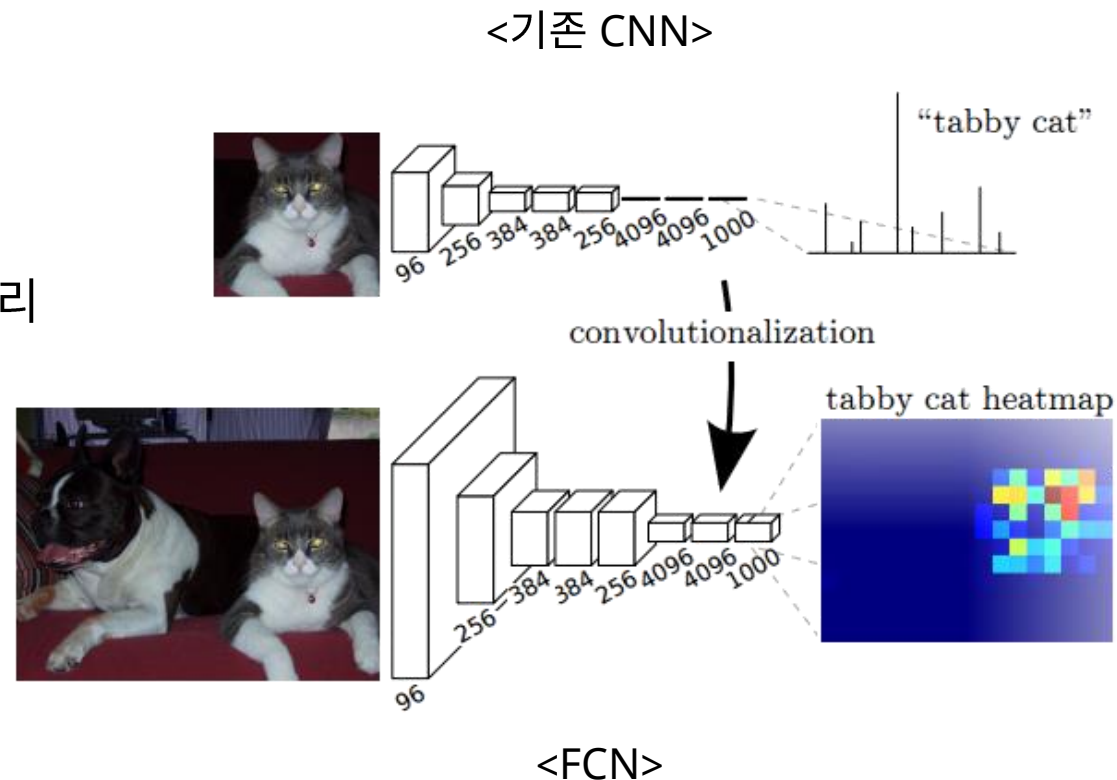 <기존 CNN>
“tabby cat”
96 256 384 384 256 4096 4096 1000
리
convolutionalization
tabby cat heatmap
96 256 384 384 256 4096 4096 1000
<FCN>